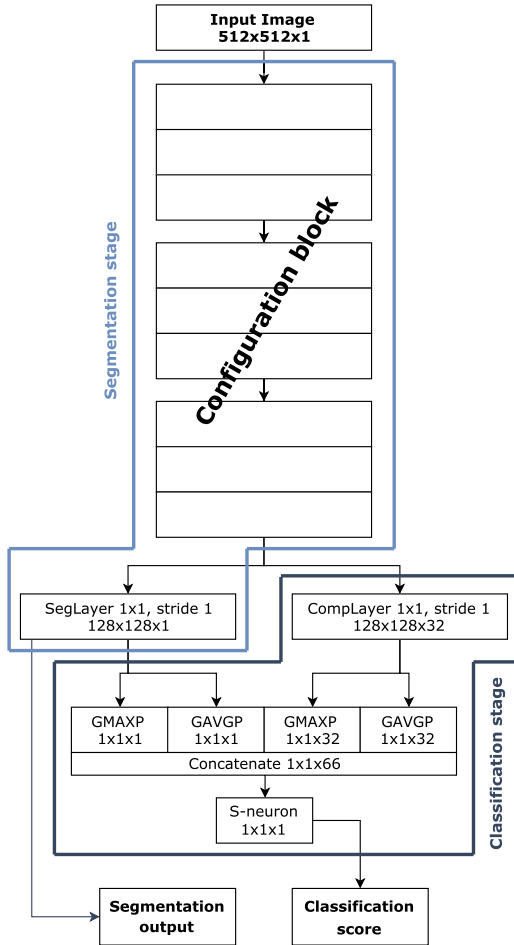 Input Image
512x512x1
Segmentation stage
Configuration block
SegLayer 1x1, stride 1
128x128x1
CompLayer 1x1, stride 1
128x128x32
GMAXP
1x1x1
GAVGP
1x1x1
GMAXP
1x1x32
GAVGP
1x1x32
Concatenate 1x1x66
S-neuron
1x1x1
Classification stage
Segmentation
output
Classification
score